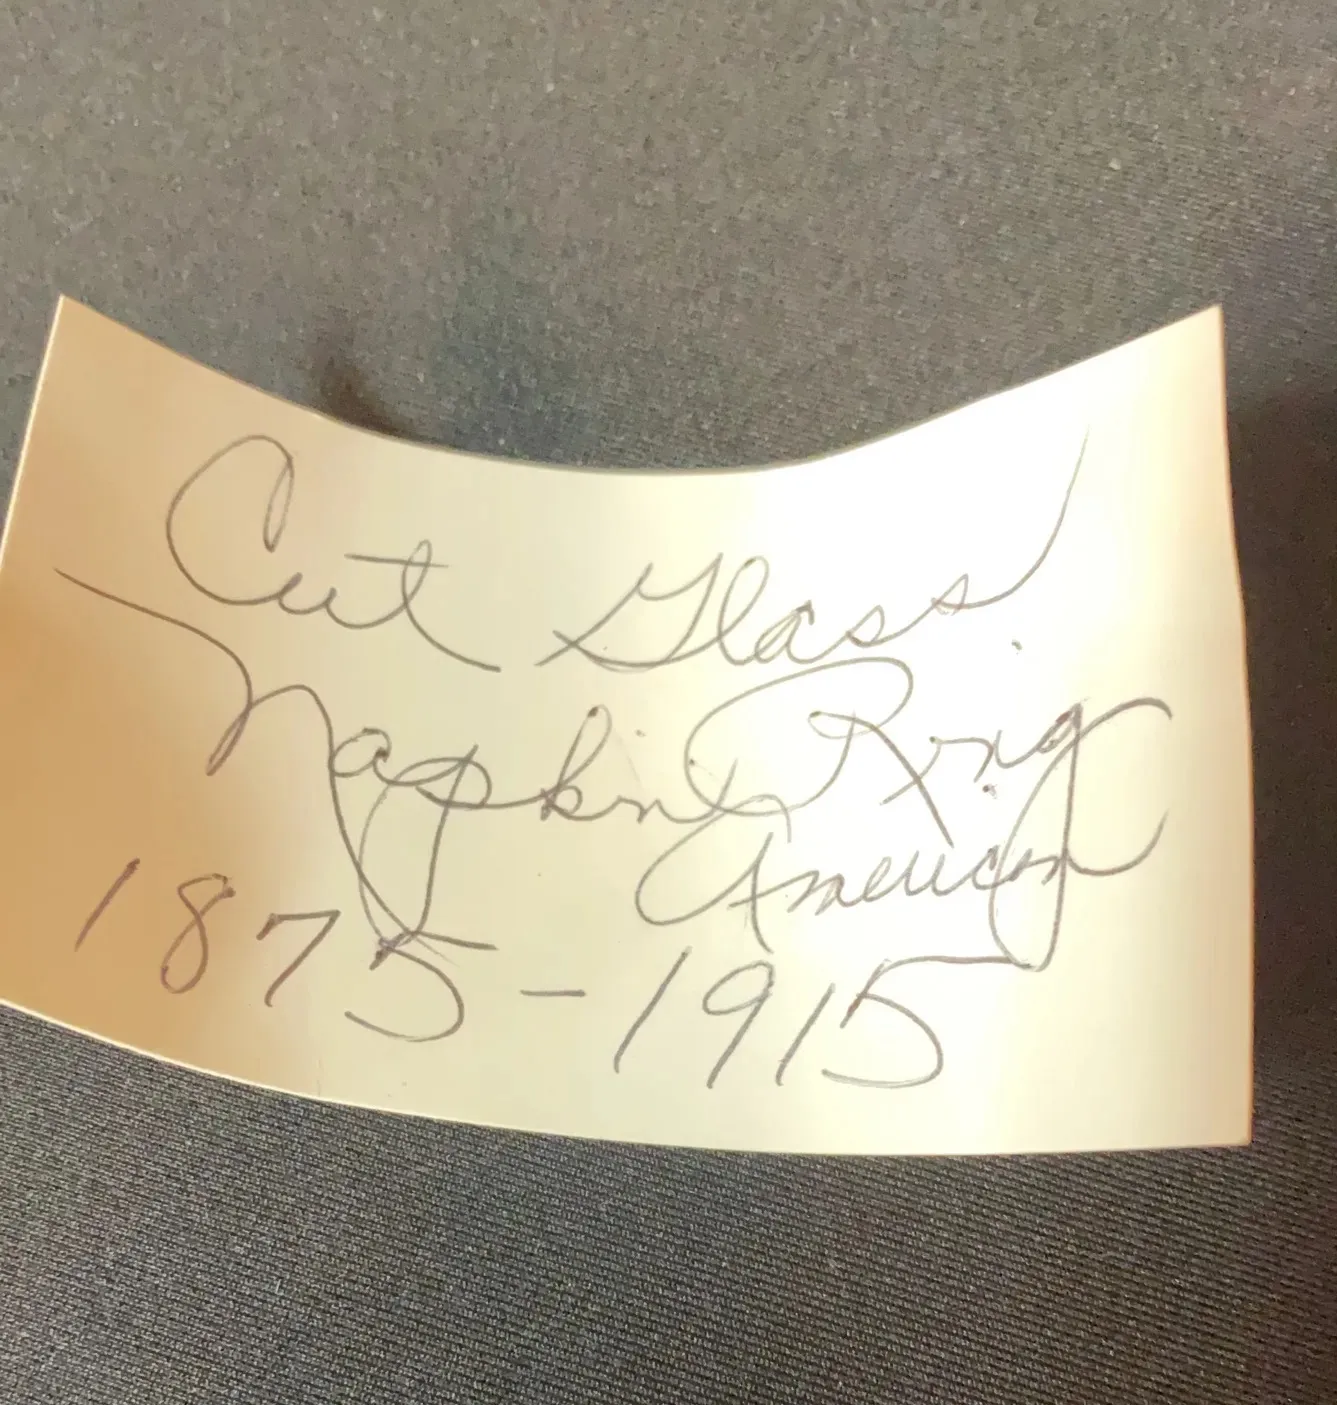 Cut Glass
Napkin Ring
American
1875-1915